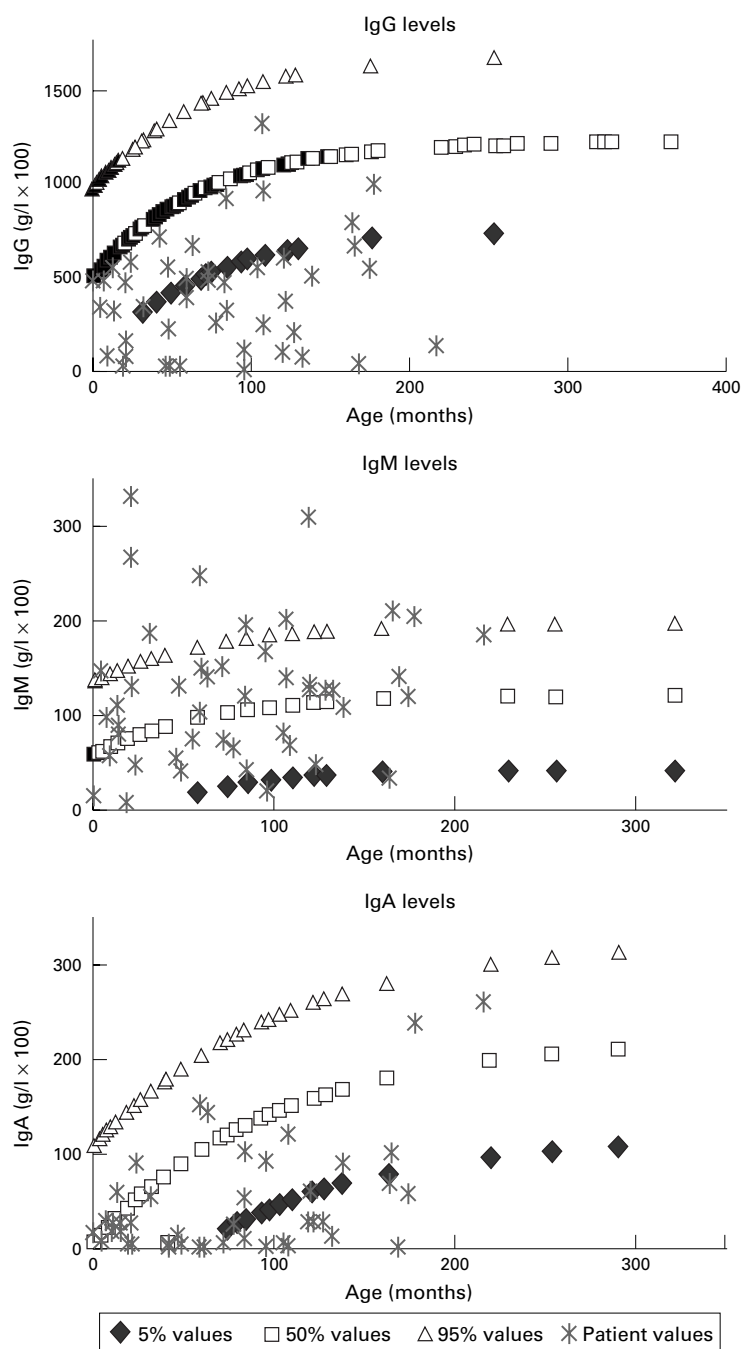 IgG levels
1500
1000
500
0
IgG (g/l × 100)
0 100 200 300 400
Age (months)
IgM levels
300
200
100
0
IgM (g/l × 100)
0 100 200 300
Age (months)
IgA levels
300
200
100
0
IgA (g/l × 100)
0 100 200 300
Age (months)
5% values 50% values 95% values Patient values